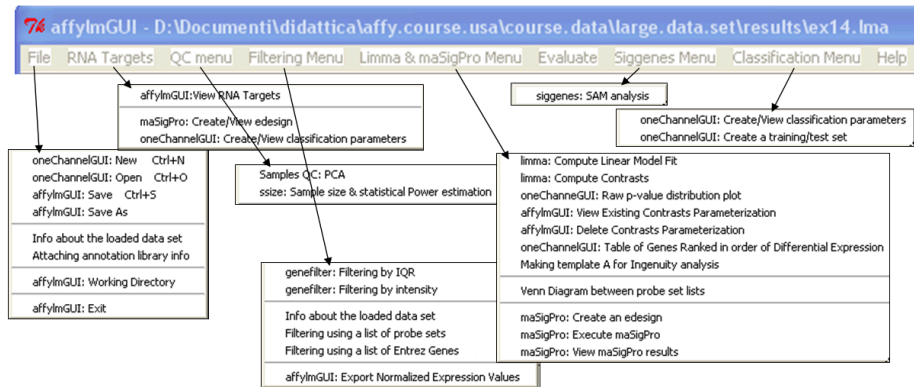 affylmGUI - D:\Documenti\didattica\affy.course.usa\course.data\large.data.set\results\ex14.lma
File RNA Targets QC menu Filtering Menu Limma & maSigPro Menu Evaluate Siggenes Menu Classification Menu Help
affylmGUI:View RNA Targets
maSigPro: Create/View edesign
oneChannelGUI: Create/View classification parameters
siggenes: SAM analysis
oneChannelGUI: Create/View classification parameters
oneChannelGUI: Create a training/test set
oneChannelGUI: New Ctrl+N
oneChannelGUI: Open Ctrl+O
affylmGUI: Save Ctrl+S
affylmGUI: Save As
Info about the loaded data set
Attaching annotation library info
affylmGUI: Working Directory
affylmGUI: Exit
Samples QC: PCA
ssize: Sample size & statistical Power estimation
limma: Compute Linear Model Fit
limma: Compute Contrasts
oneChanneGUI: Raw p-value distribution plot
affylmGUI: View Existing Contrasts Parameterization
affylmGUI: Delete Contrasts Parameterization
oneChannelGUI: Table of Genes Ranked in order of Differential Expression
Making template A for Ingenuity analysis
Venn Diagram between probe set lists
maSigPro: Create an edesign
maSigPro: Execute maSigPro
maSigPro: View maSigPro results
genefilter: Filtering by IQR
genefilter: Filtering by intensity
Info about the loaded data set
Filtering using a list of probe sets
Filtering using a list of Entrez Genes
affylmGUI: Export Normalized Expression Values